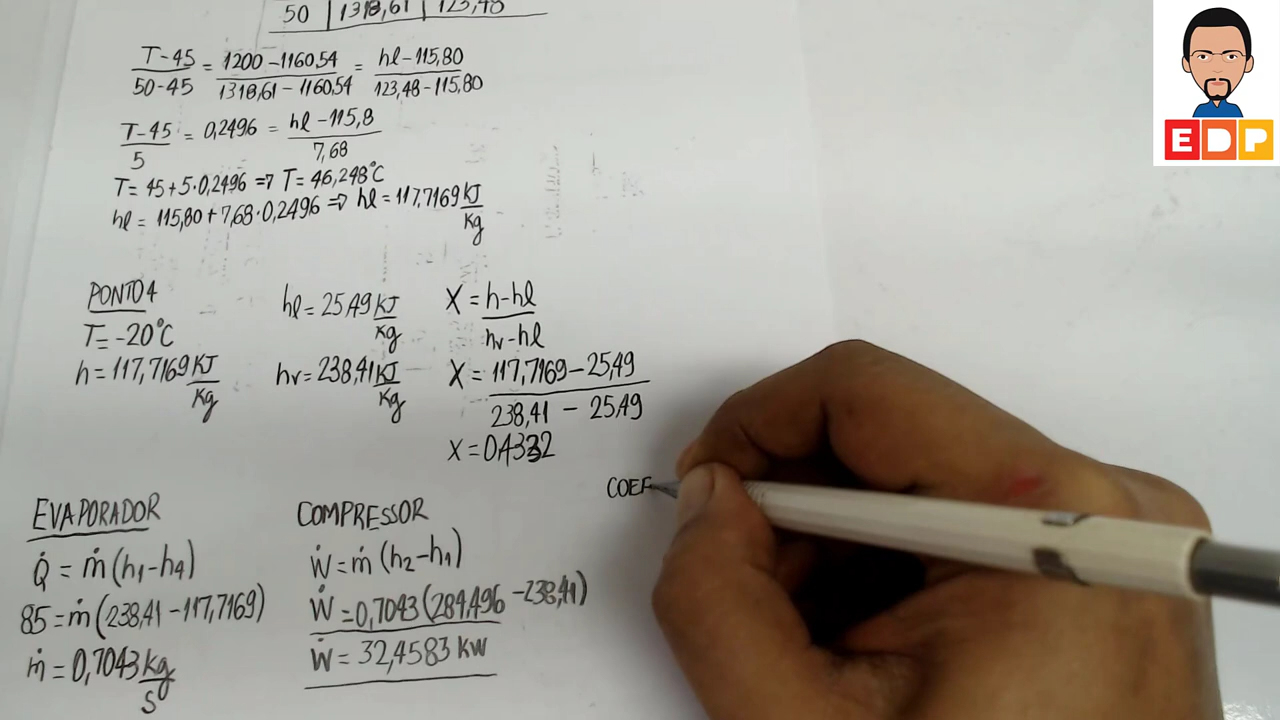 50 | 1318,61 | 123,48
T-45 / 50-45 = 1200-1160,54 / 1318,61-1160,54 = hl-115,80 / 123,48-115,80
T-45 / 5 = 0,2496 = hl-115,8 / 7,68
T= 45+5·0,2496 ⇒ T= 46,248°C
hl = 115,80+7,68·0,2496 ⇒ hl = 117,7169 KJ/Kg
PONTO 4
T= -20°C
h=117,7169 KJ/Kg
hl = 25,49 KJ/Kg
hv= 238,41 KJ/Kg
X = h-hl / hv-hl
X = 117,7169-25,49 / 238,41 - 25,49
X = 0,4332
EVAPORADOR
Q̇ = ṁ(h1-h4)
85 = ṁ(238,41-117,7169)
ṁ = 0,7043 kg/s
COMPRESSOR
Ẇ=ṁ(h2-h1)
Ẇ=0,7043(284,496-238,41)
Ẇ = 32,4583 KW
COEF
EDP